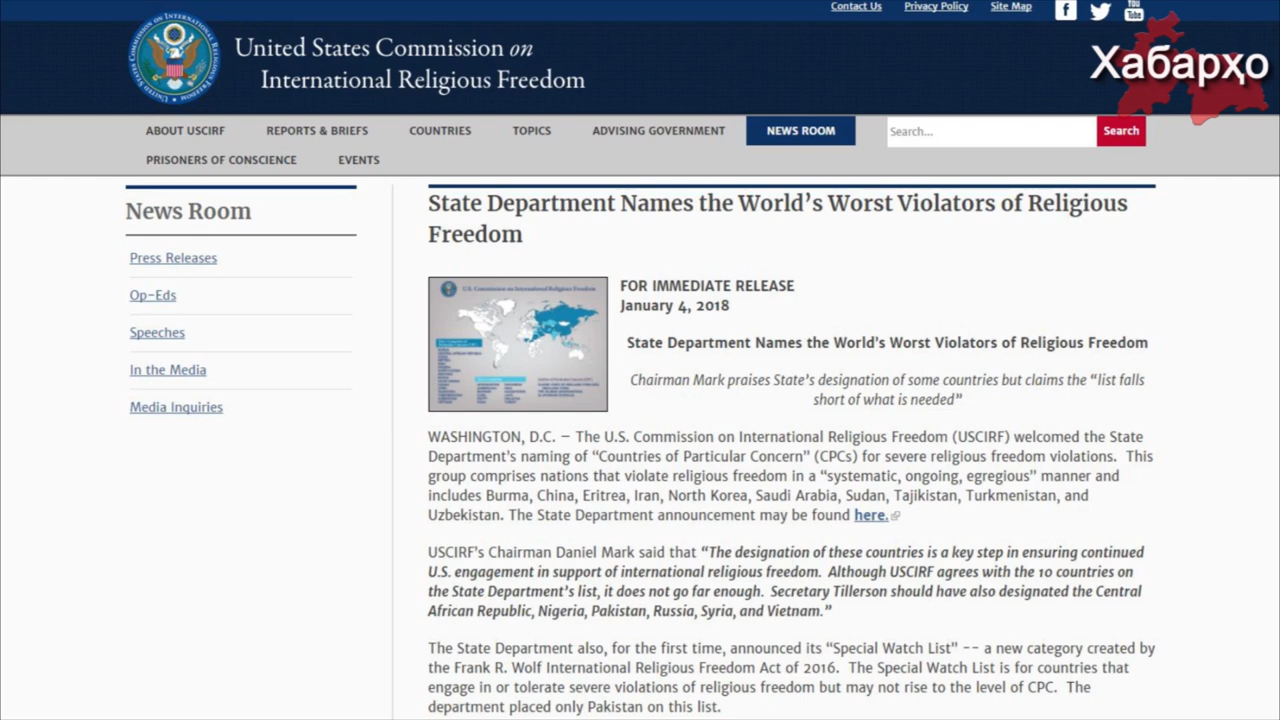 Contact Us Privacy Policy Site Map
You Tube
Хабарҳо
United States Commission on
International Religious Freedom
ABOUT USCIRF REPORTS & BRIEFS COUNTRIES TOPICS ADVISING GOVERNMENT NEWS ROOM Search... Search
PRISONERS OF CONSCIENCE EVENTS
News Room
Press Releases
Op-Eds
Speeches
In the Media
Media Inquiries
State Department Names the World's Worst Violators of Religious
Freedom
U.S. Commission on International Religious Freedom
FOR IMMEDIATE RELEASE
January 4, 2018
State Department Names the World's Worst Violators of Religious Freedom
Chairman Mark praises State's designation of some countries but claims the “list falls
short of what is needed”
WASHINGTON, D.C. – The U.S. Commission on International Religious Freedom (USCIRF) welcomed the State
Department's naming of “Countries of Particular Concern” (CPCs) for severe religious freedom violations. This
group comprises nations that violate religious freedom in a “systematic, ongoing, egregious” manner and
includes Burma, China, Eritrea, Iran, North Korea, Saudi Arabia, Sudan, Tajikistan, Turkmenistan, and
Uzbekistan. The State Department announcement may be found here.
USCIRF's Chairman Daniel Mark said that “The designation of these countries is a key step in ensuring continued
U.S. engagement in support of international religious freedom. Although USCIRF agrees with the 10 countries on
the State Department's list, it does not go far enough. Secretary Tillerson should have also designated the Central
African Republic, Nigeria, Pakistan, Russia, Syria, and Vietnam.”
The State Department also, for the first time, announced its “Special Watch List” -- a new category created by
the Frank R. Wolf International Religious Freedom Act of 2016. The Special Watch List is for countries that
engage in or tolerate severe violations of religious freedom but may not rise to the level of CPC. The
department placed only Pakistan on this list.